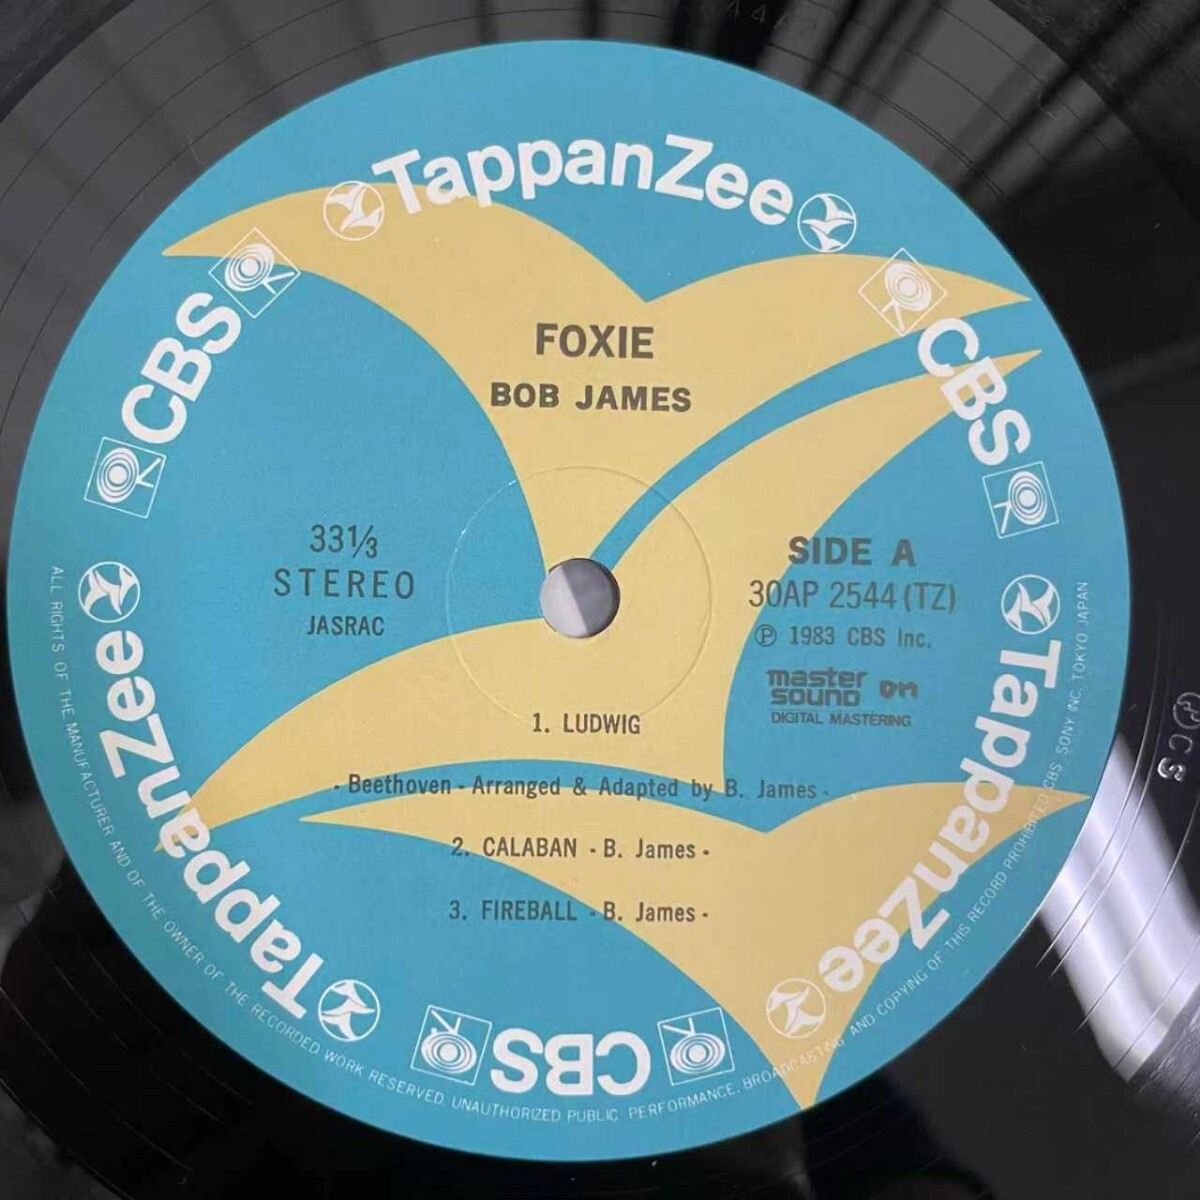 TappanZee
CBS
CBS
FOXIE
BOB JAMES
33⅓
STEREO
JASRAC
SIDE A
30AP 2544 (TZ)
Ⓟ 1983 CBS Inc.
master
sound
DIGITAL MASTERING
1. LUDWIG
- Beethoven - Arranged & Adapted by B. James -
2. CALABAN - B. James -
3. FIREBALL - B. James -
TappanZee
TappanZee
CBS
ALL RIGHTS OF THE MANUFACTURER AND OF THE OWNER OF THE RECORDED WORK RESERVED. UNAUTHORIZED PUBLIC PERFORMANCE. BROADCASTING AND COPYING OF THIS RECORD PROHIBITED CBS/SONY INC. TOKYO JAPAN
Ⓟ CS